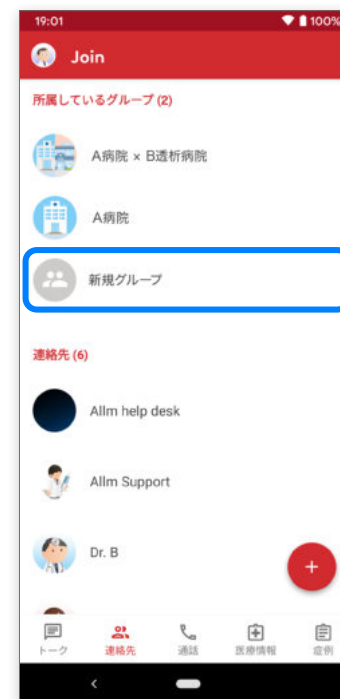 19:01 100%
Join
所属しているグループ (2)
A病院 × B透析病院
A病院
新規グループ
連絡先 (6)
Allm help desk
Allm Support
Dr. B
トーク 連絡先 通話 医療情報 症例